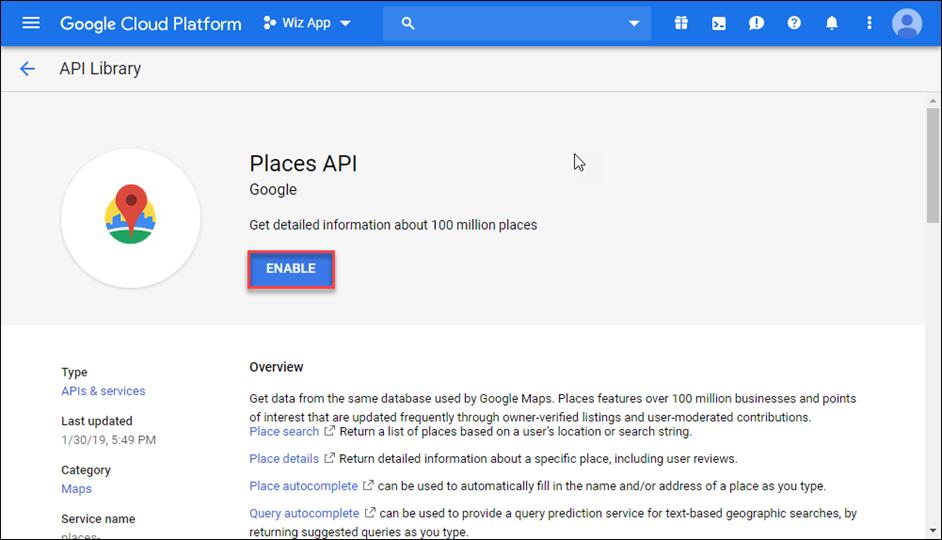 Google Cloud Platform Wiz App
API Library
Places API
Google
Get detailed information about 100 million places
ENABLE
Type
APIs & services
Last updated
1/30/19, 5:49 PM
Category
Maps
Service name
places-
Overview
Get data from the same database used by Google Maps. Places features over 100 million businesses and points
of interest that are updated frequently through owner-verified listings and user-moderated contributions.
Place search Return a list of places based on a user's location or search string.
Place details Return detailed information about a specific place, including user reviews.
Place autocomplete can be used to automatically fill in the name and/or address of a place as you type.
Query autocomplete can be used to provide a query prediction service for text-based geographic searches, by
returning suggested queries as you type.